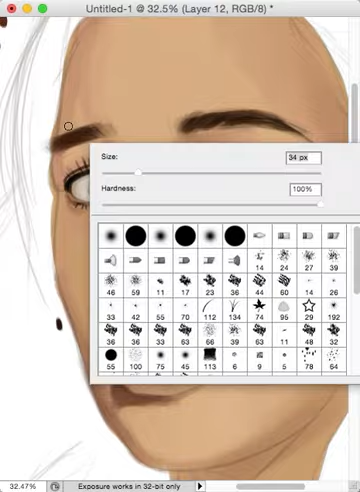 Untitled-1 @ 32.5% (Layer 12, RGB/8) *
Size:
34 px
Hardness:
100%
14 24 27 39
46 59 11 17 23 36 44 60 14 26
33 42 55 70 112 134 74 95 29 192
36 36 33 63 66 39 63 11 48 32
55 100 75 45 113 6 9 5 78 64
32.47%
Exposure works in 32-bit only